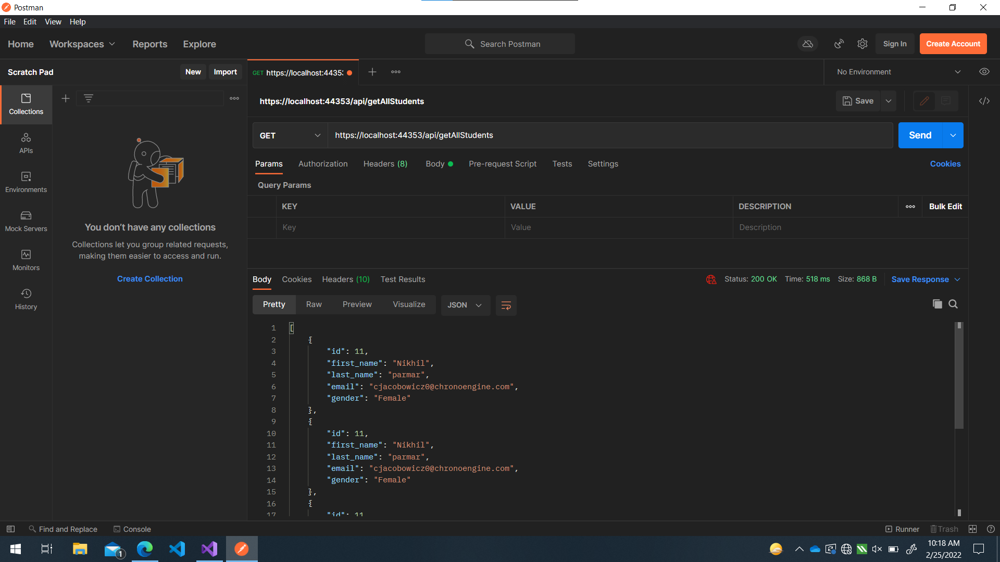 Postman
File Edit View Help
Home Workspaces Reports Explore
Search Postman
Sign In
Create Account
Scratch Pad
New Import
GET https://localhost:4435
No Environment
Collections
APIs
Environments
Mock Servers
Monitors
History
You don’t have any collections
Collections let you group related requests,
making them easier to access and run.
Create Collection
https://localhost:44353/api/getAllStudents
Save
GET https://localhost:44353/api/getAllStudents
Send
Params Authorization Headers (8) Body Pre-request Script Tests Settings
Cookies
Query Params
KEY VALUE DESCRIPTION Bulk Edit
Key Value Description
Body Cookies Headers (10) Test Results
Status: 200 OK Time: 518 ms Size: 868 B
Save Response
Pretty Raw Preview Visualize JSON
1 [
2 {
3 "id": 11,
4 "first_name": "Nikhil",
5 "last_name": "parmar",
6 "email": "cjacobowicz0@chronoengine.com",
7 "gender": "Female"
8 },
9 {
10 "id": 11,
11 "first_name": "Nikhil",
12 "last_name": "parmar",
13 "email": "cjacobowicz0@chronoengine.com",
14 "gender": "Female"
15 },
16 {
17 "id": 11
Find and Replace Console
Runner Trash
1
10:18 AM
2/25/2022